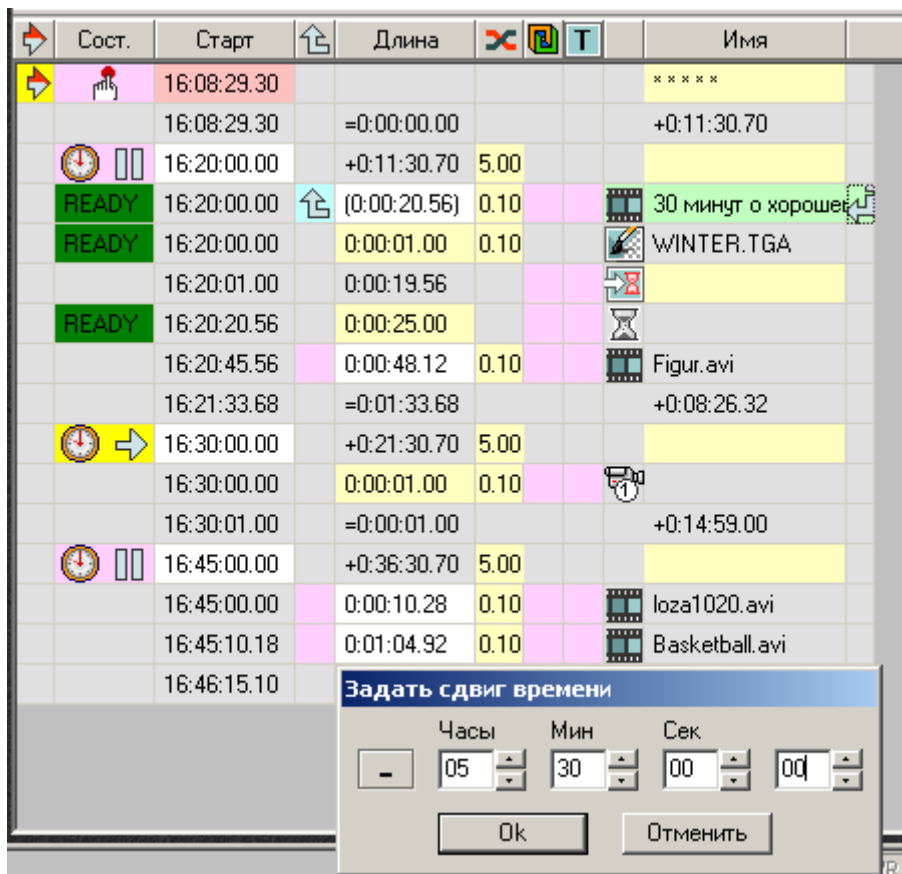 Сост. Старт Длина T Имя
16:08:29.30 * * * * *
16:08:29.30 =0:00:00.00 +0:11:30.70
16:20:00.00 +0:11:30.70 5.00
READY 16:20:00.00 (0:00:20.56) 0.10 30 минут о хороше
READY 16:20:00.00 0:00:01.00 0.10 WINTER.TGA
16:20:01.00 0:00:19.56
READY 16:20:20.56 0:00:25.00
16:20:45.56 0:00:48.12 0.10 Figur.avi
16:21:33.68 =0:01:33.68 +0:08:26.32
16:30:00.00 +0:21:30.70 5.00
16:30:00.00 0:00:01.00 0.10 1
16:30:01.00 =0:00:01.00 +0:14:59.00
16:45:00.00 +0:36:30.70 5.00
16:45:00.00 0:00:10.28 0.10 loza1020.avi
16:45:10.18 0:01:04.92 0.10 Basketball.avi
16:46:15.10
Задать сдвиг времени
Часы Мин Сек
- 05 30 00 00
Ok Отменить